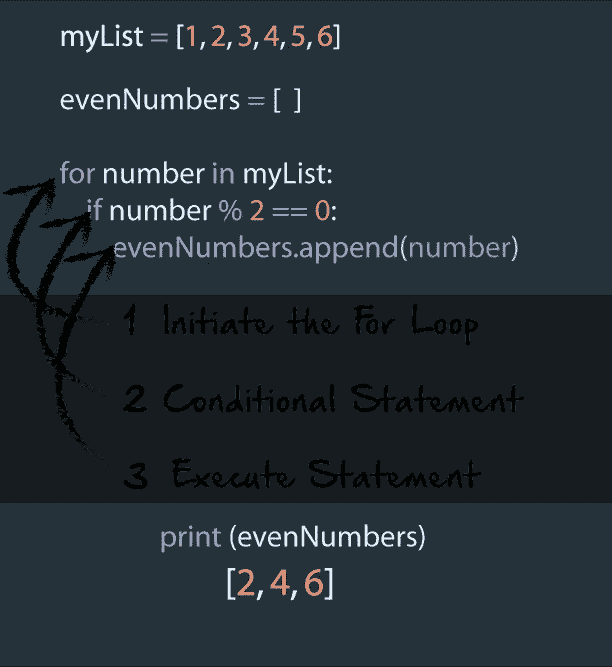 myList = [1, 2, 3, 4, 5, 6]
evenNumbers = [ ]
for number in myList:
if number % 2 == 0:
evenNumbers.append(number)
1 Initiate the For Loop
2 Conditional Statement
3 Execute Statement
print (evenNumbers)
[2, 4, 6]